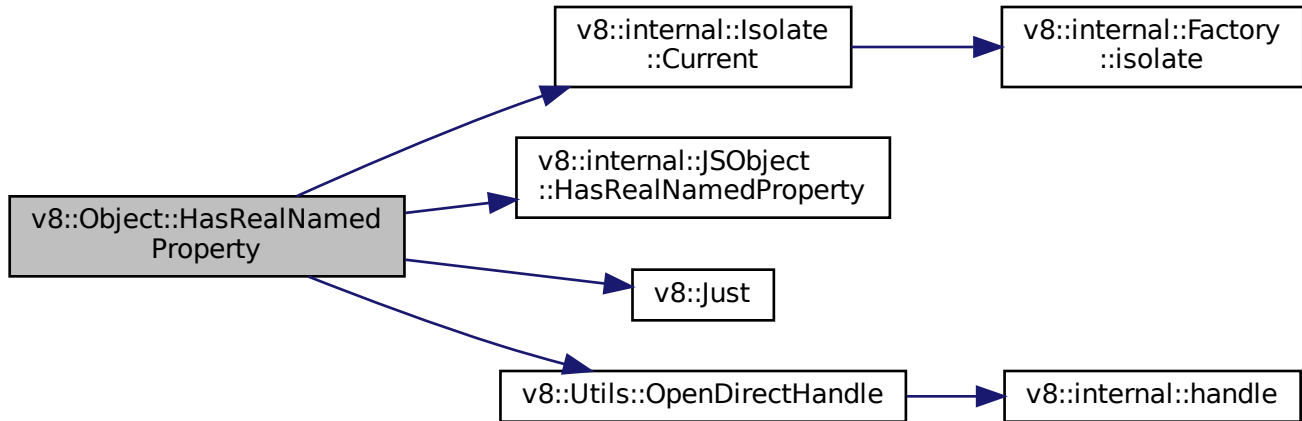 v8::internal::Isolate
::Current
v8::internal::Factory
::isolate
v8::internal::JSObject
::HasRealNamedProperty
v8::Object::HasRealNamed
Property
v8::Just
v8::Utils::OpenDirectHandle
v8::internal::handle